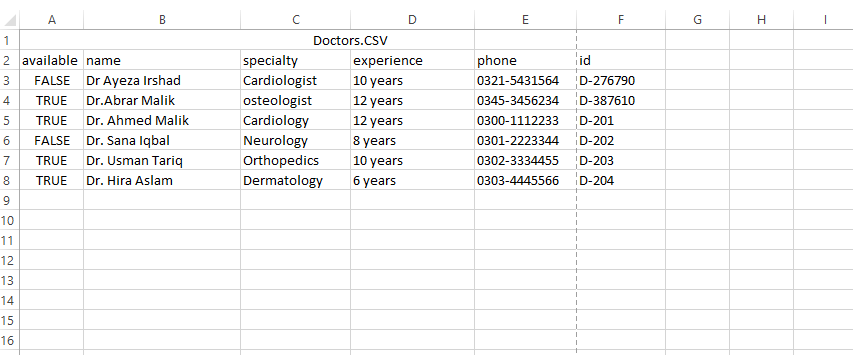 A B C D E F G H I
1 Doctors.CSV
2 available name specialty experience phone id
3 FALSE Dr Ayeza Irshad Cardiologist 10 years 0321-5431564 D-276790
4 TRUE Dr.Abrar Malik osteologist 12 years 0345-3456234 D-387610
5 TRUE Dr. Ahmed Malik Cardiology 12 years 0300-1112233 D-201
6 FALSE Dr. Sana Iqbal Neurology 8 years 0301-2223344 D-202
7 TRUE Dr. Usman Tariq Orthopedics 10 years 0302-3334455 D-203
8 TRUE Dr. Hira Aslam Dermatology 6 years 0303-4445566 D-204
9
10
11
12
13
14
15
16